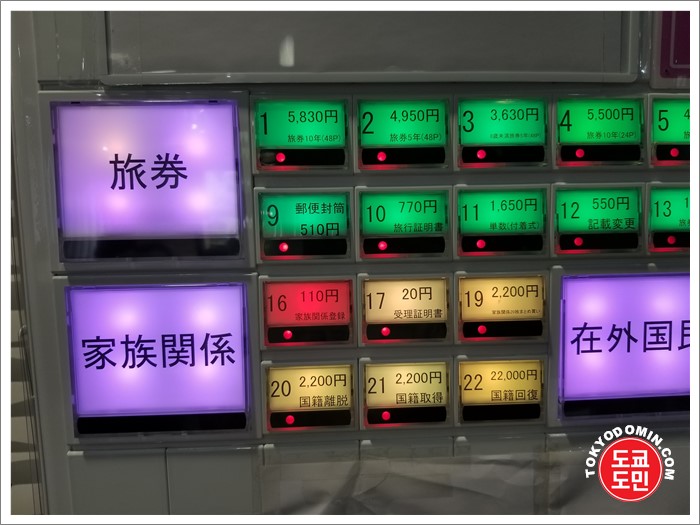 旅券
1 5,830円
旅券10年(48P)
2 4,950円
旅券5年(48P)
3 3,630円
4 5,500円
旅券10年(24P)
5
9 郵便封筒
510円
10 770円
旅行証明書
11 1,650円
単数(付着式)
12 550円
記載変更
13
家族関係
16 110円
家族関係登録
17 20円
受理証明書
19 2,200円
在外国民
20 2,200円
国籍離脱
21 2,200円
国籍取得
22 22,000円
国籍回復
TOKYODOMIN.COM
도쿄
도민